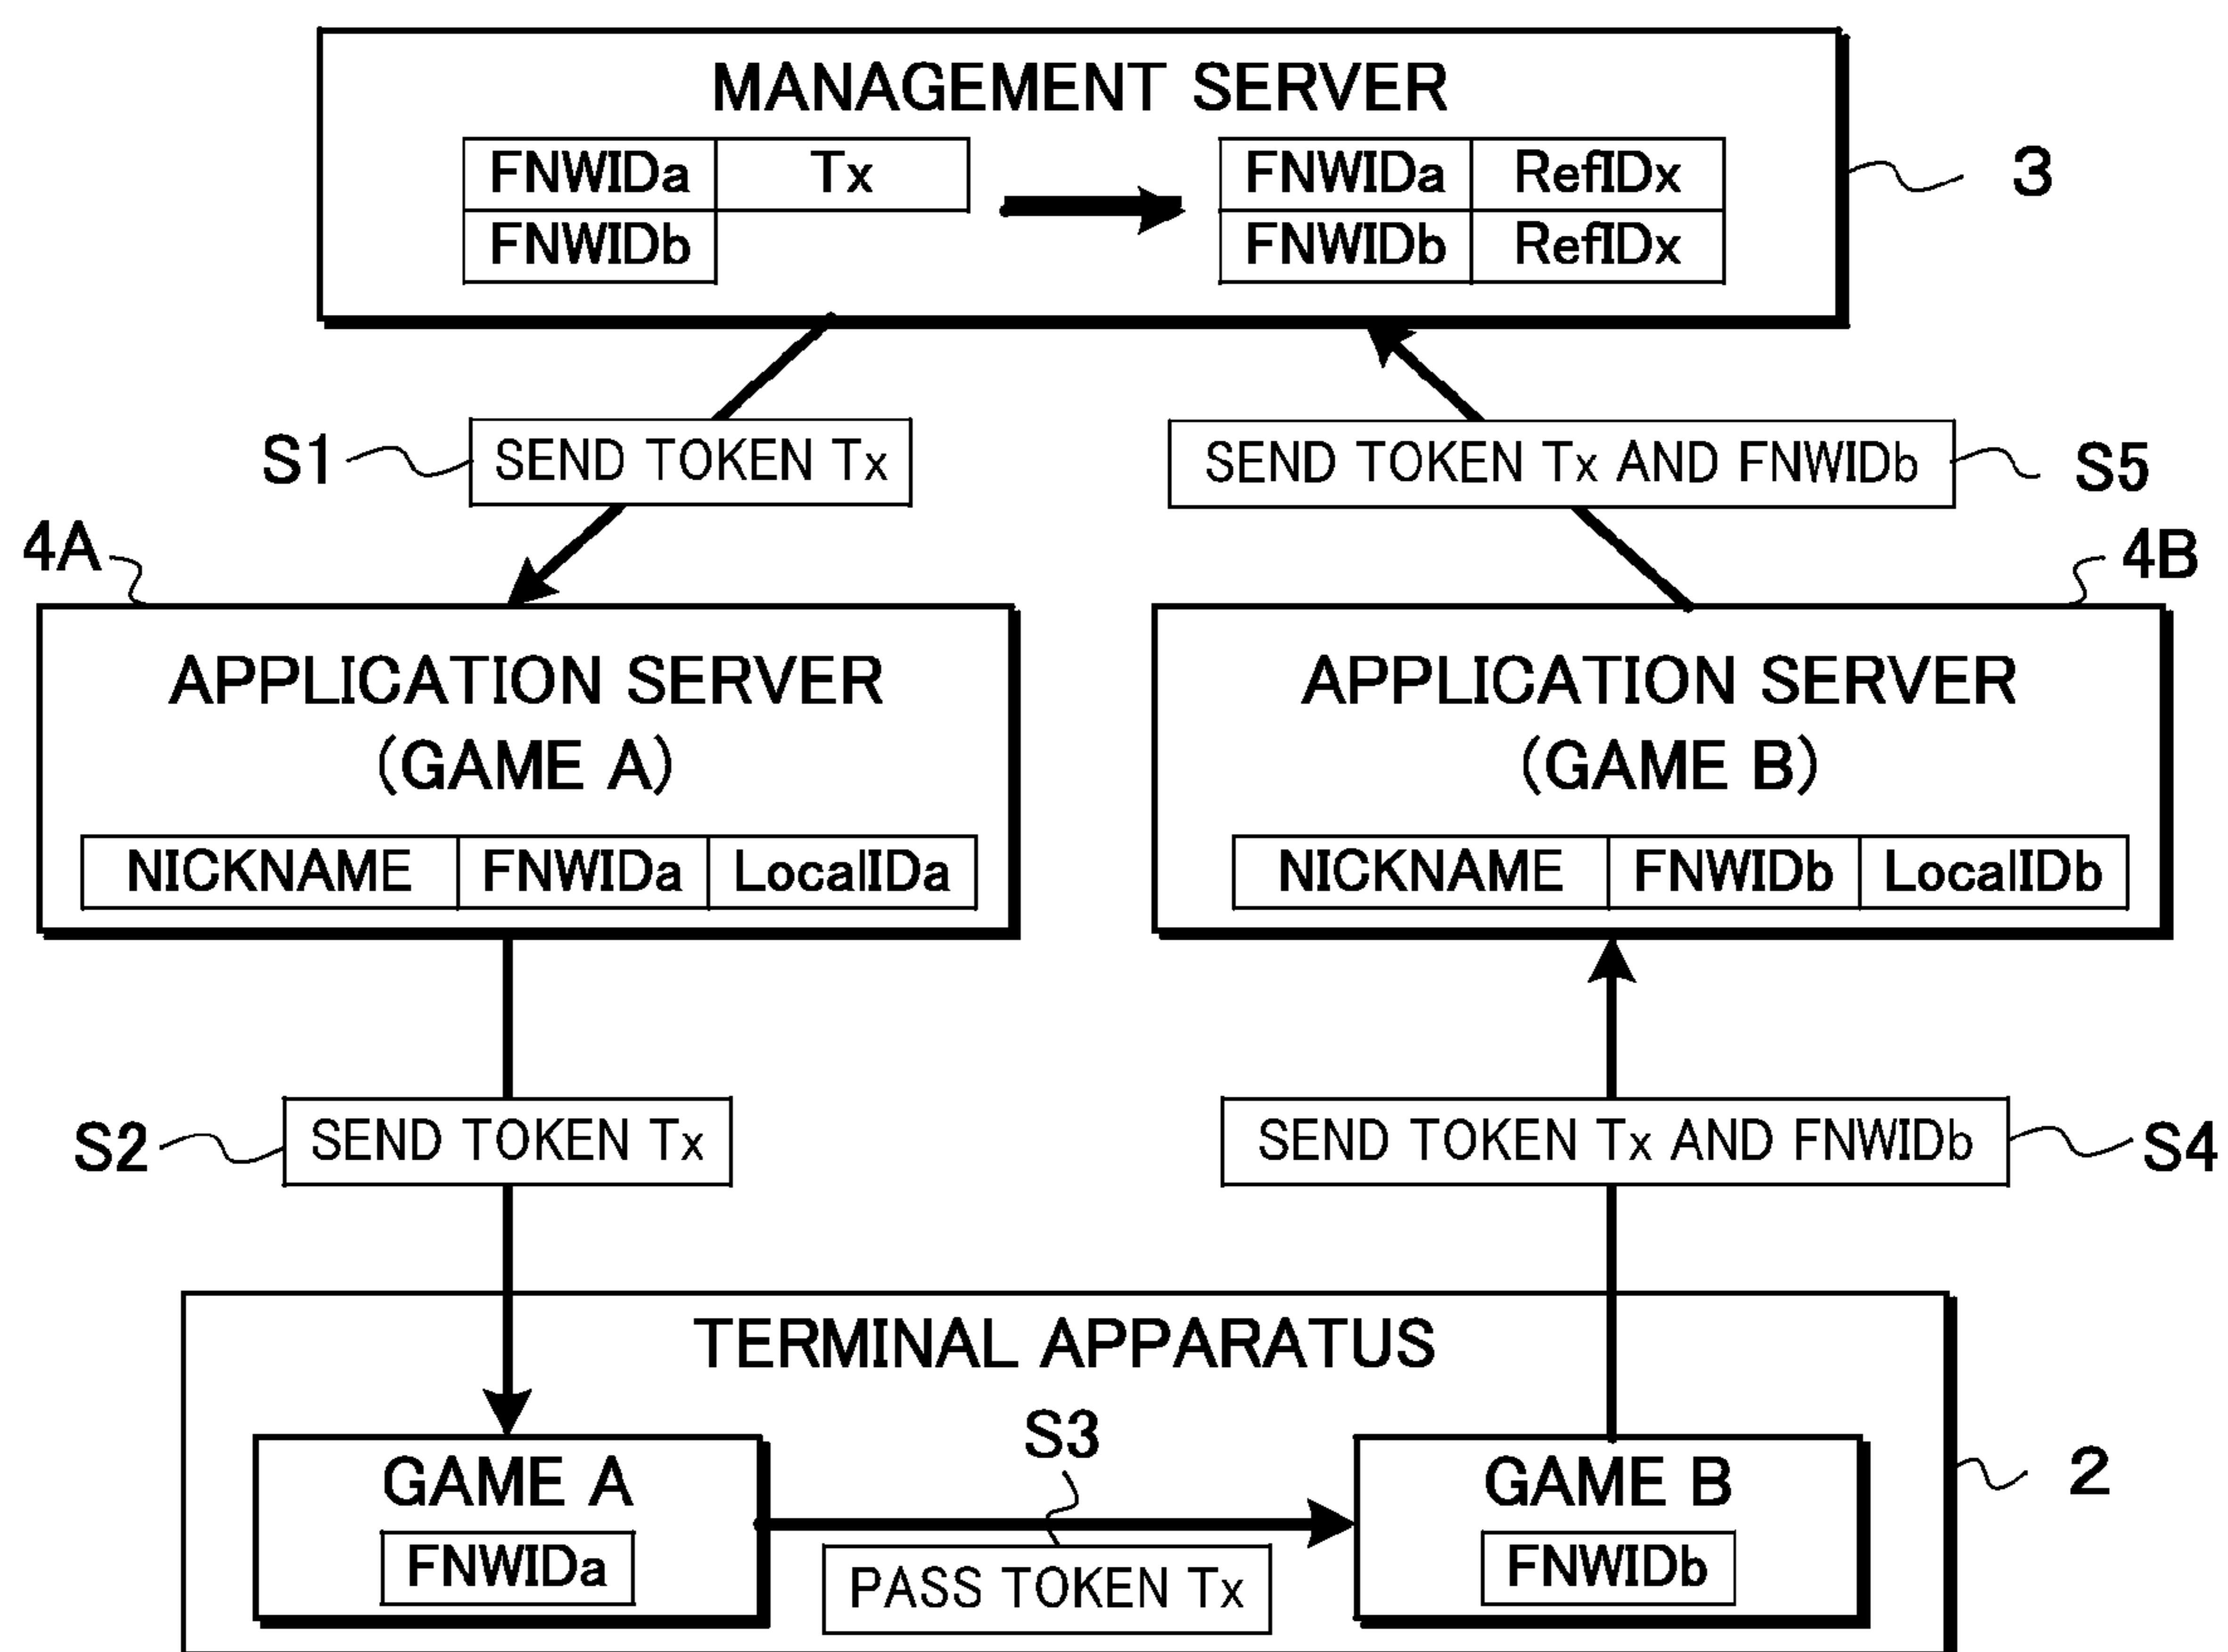 MANAGEMENT SERVER
FNWIDa Tx
FNWIDb
FNWIDa RefIDx
FNWIDb RefIDx
3
S1
SEND TOKEN Tx
SEND TOKEN Tx AND FNWIDb
S5
4A
4B
APPLICATION SERVER
(GAME A)
NICKNAME FNWIDa LocalIDa
APPLICATION SERVER
(GAME B)
NICKNAME FNWIDb LocalIDb
S2
SEND TOKEN Tx
SEND TOKEN Tx AND FNWIDb
S4
TERMINAL APPARATUS
S3
GAME A
FNWIDa
PASS TOKEN Tx
GAME B
FNWIDb
2